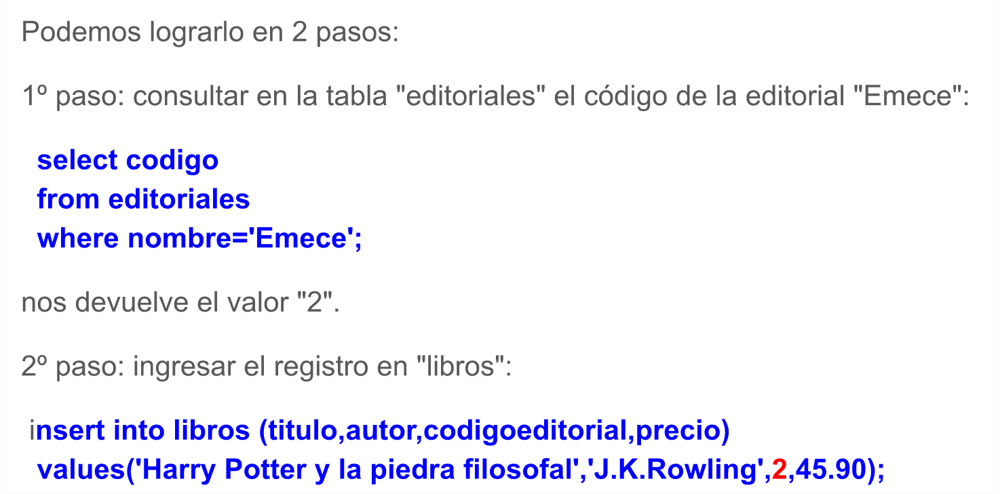 Podemos lograrlo en 2 pasos:
1º paso: consultar en la tabla "editoriales" el código de la editorial "Emece":
select codigo
from editoriales
where nombre='Emece';
nos devuelve el valor "2".
2º paso: ingresar el registro en "libros":
insert into libros (titulo,autor,codigoeditorial,precio)
values('Harry Potter y la piedra filosofal','J.K.Rowling',2,45.90);